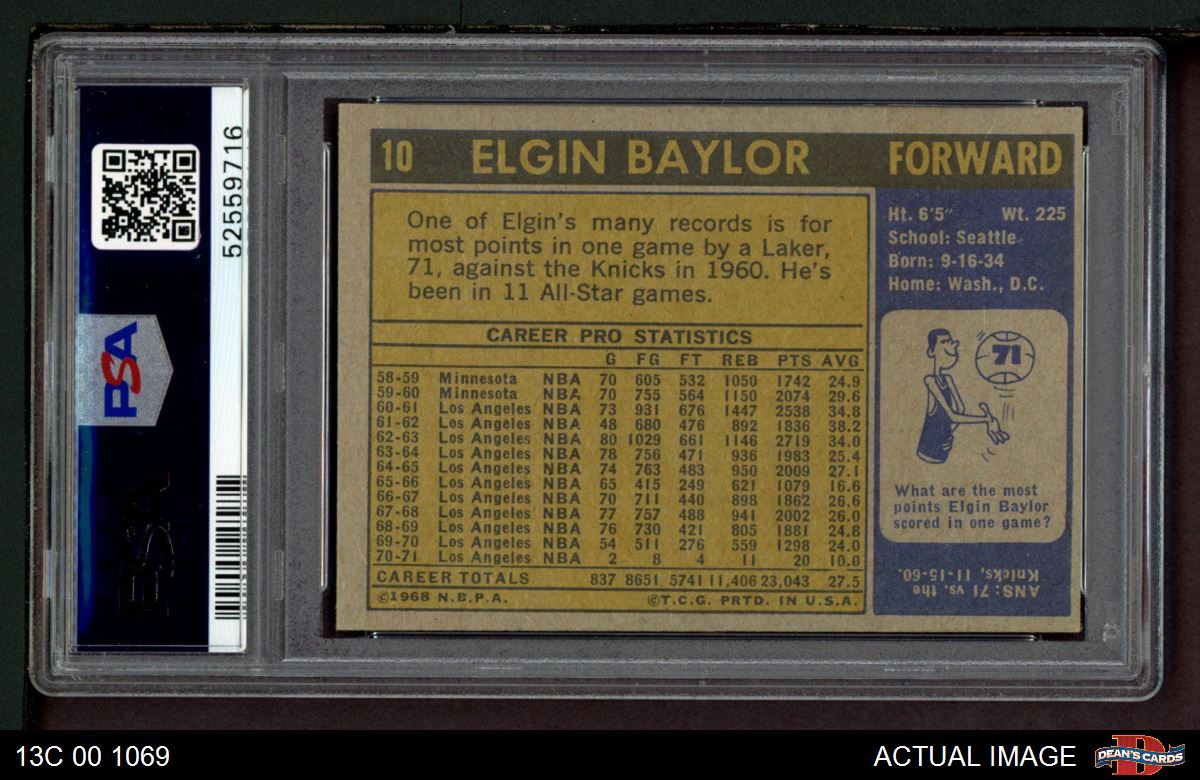 52559716
PSA
PSA
10 ELGIN BAYLOR FORWARD
One of Elgin's many records is for
most points in one game by a Laker,
71, against the Knicks in 1960. He's
been in 11 All-Star games.
Ht. 6'5" Wt. 225
School: Seattle
Born: 9-16-34
Home: Wash., D.C.
CAREER PRO STATISTICS
G FG FT REB PTS AVG
58-59 Minnesota NBA 70 605 532 1050 1742 24.9
59-60 Minnesota NBA 70 755 564 1150 2074 29.6
60-61 Los Angeles NBA 73 931 676 1447 2538 34.8
61-62 Los Angeles NBA 48 680 476 892 1836 38.2
62-63 Los Angeles NBA 80 1029 661 1146 2719 34.0
63-64 Los Angeles NBA 78 756 471 936 1983 25.4
64-65 Los Angeles NBA 74 763 483 950 2009 27.1
65-66 Los Angeles NBA 65 415 249 621 1079 16.6
66-67 Los Angeles NBA 70 711 440 898 1862 26.6
67-68 Los Angeles NBA 77 757 488 941 2002 26.0
68-69 Los Angeles NBA 76 730 421 805 1881 24.8
69-70 Los Angeles NBA 54 511 276 559 1298 24.0
70-71 Los Angeles NBA 2 8 4 11 20 10.0
CAREER TOTALS 837 8651 5741 11,406 23,043 27.5
©1968 N.B.P.A. ©T.C.G. PRTD. IN U.S.A.
71
What are the most
points Elgin Baylor
scored in one game?
ANS: 71 vs. the
Knicks, 11-15-60.
13C 00 1069
ACTUAL IMAGE
DEAN'S CARDS